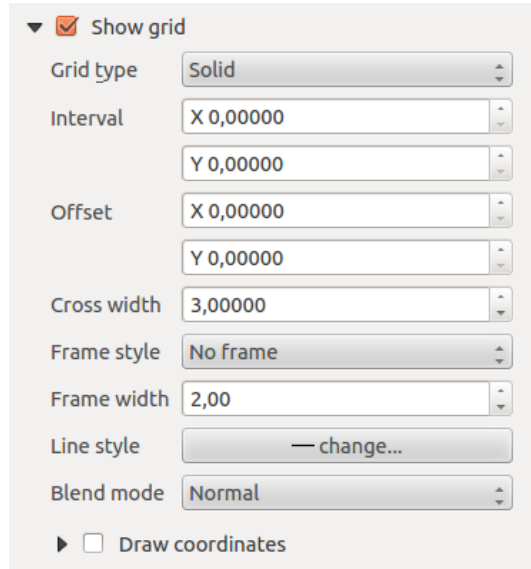 Show grid
Grid type Solid
Interval X 0,00000
Y 0,00000
Offset X 0,00000
Y 0,00000
Cross width 3,00000
Frame style No frame
Frame width 2,00
Line style change...
Blend mode Normal
Draw coordinates